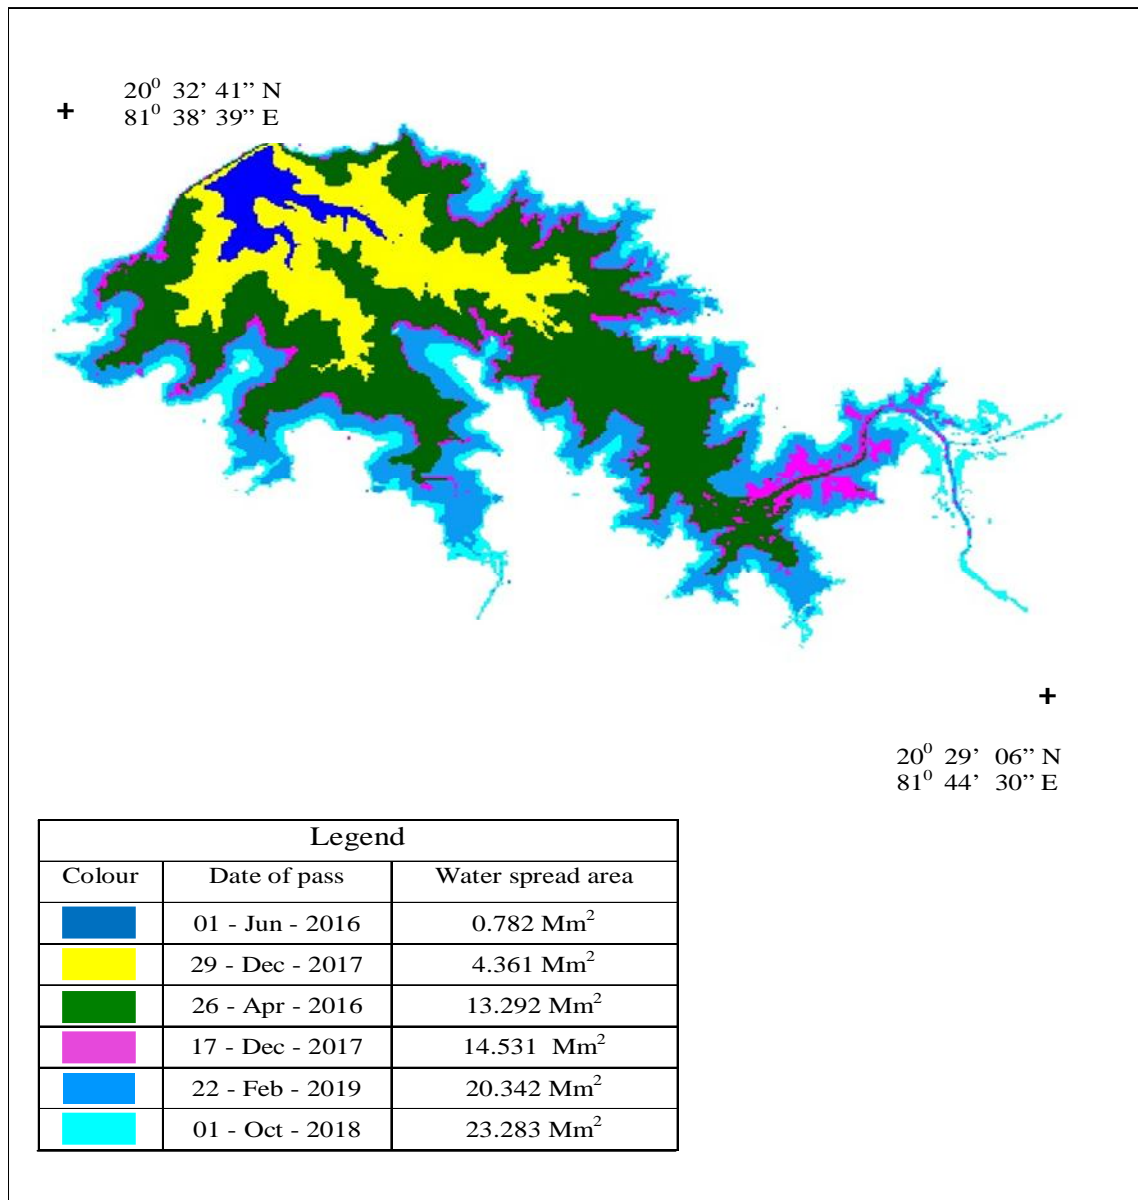 +
20⁰ 32’ 41” N
81⁰ 38’ 39” E
+
20⁰ 29’ 06” N
81⁰ 44’ 30” E
Legend
Colour Date of pass Water spread area
01 - Jun - 2016 0.782 Mm²
29 - Dec - 2017 4.361 Mm²
26 - Apr - 2016 13.292 Mm²
17 - Dec - 2017 14.531 Mm²
22 - Feb - 2019 20.342 Mm²
01 - Oct - 2018 23.283 Mm²